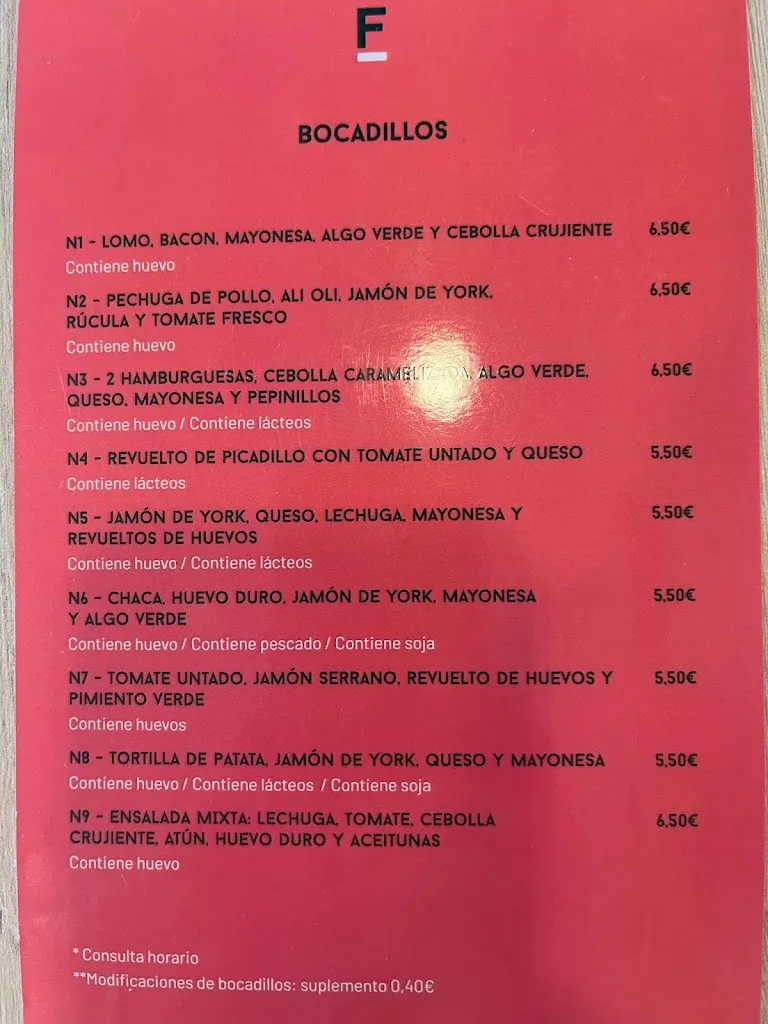 F
BOCADILLOS
N1 - LOMO, BACON, MAYONESA, ALGO VERDE Y CEBOLLA CRUJIENTE 6,50€
Contiene huevo
N2 - PECHUGA DE POLLO, ALI OLI, JAMÓN DE YORK, 6,50€
RÚCULA Y TOMATE FRESCO
Contiene huevo
N3 - 2 HAMBURGUESAS, CEBOLLA CARAMELIZADA, ALGO VERDE, 6,50€
QUESO, MAYONESA Y PEPINILLOS
Contiene huevo / Contiene lácteos
N4 - REVUELTO DE PICADILLO CON TOMATE UNTADO Y QUESO 5,50€
Contiene lácteos
N5 - JAMÓN DE YORK, QUESO, LECHUGA, MAYONESA Y 5,50€
REVUELTOS DE HUEVOS
Contiene huevo / Contiene lácteos
N6 - CHACA, HUEVO DURO, JAMÓN DE YORK, MAYONESA 5,50€
Y ALGO VERDE
Contiene huevo / Contiene pescado / Contiene soja
N7 - TOMATE UNTADO, JAMÓN SERRANO, REVUELTO DE HUEVOS Y 5,50€
PIMIENTO VERDE
Contiene huevos
N8 - TORTILLA DE PATATA, JAMÓN DE YORK, QUESO Y MAYONESA 5,50€
Contiene huevo / Contiene lácteos / Contiene soja
N9 - ENSALADA MIXTA: LECHUGA, TOMATE, CEBOLLA 6,50€
CRUJIENTE, ATÚN, HUEVO DURO Y ACEITUNAS
Contiene huevo
* Consulta horario
**Modificaciones de bocadillos: suplemento 0,40€